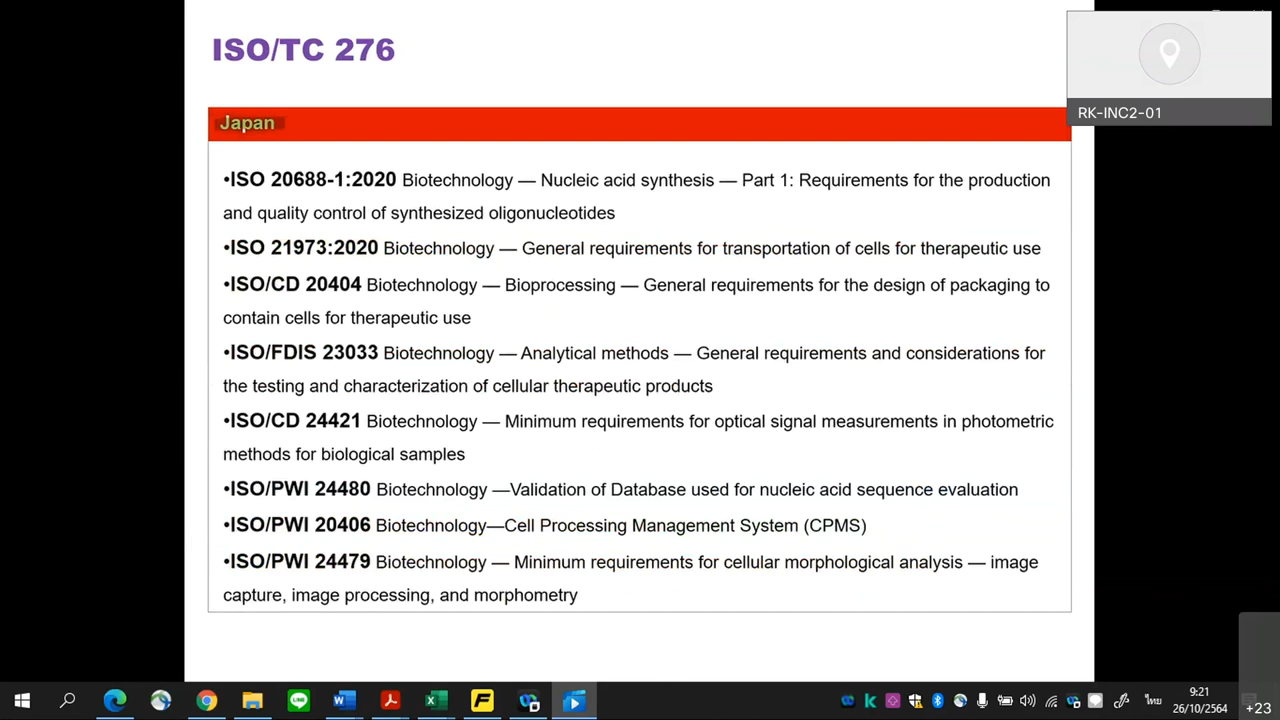 ISO/TC 276
RK-INC2-01
Japan
•ISO 20688-1:2020 Biotechnology — Nucleic acid synthesis — Part 1: Requirements for the production
and quality control of synthesized oligonucleotides
•ISO 21973:2020 Biotechnology — General requirements for transportation of cells for therapeutic use
•ISO/CD 20404 Biotechnology — Bioprocessing — General requirements for the design of packaging to
contain cells for therapeutic use
•ISO/FDIS 23033 Biotechnology — Analytical methods — General requirements and considerations for
the testing and characterization of cellular therapeutic products
•ISO/CD 24421 Biotechnology — Minimum requirements for optical signal measurements in photometric
methods for biological samples
•ISO/PWI 24480 Biotechnology —Validation of Database used for nucleic acid sequence evaluation
•ISO/PWI 20406 Biotechnology—Cell Processing Management System (CPMS)
•ISO/PWI 24479 Biotechnology — Minimum requirements for cellular morphological analysis — image
capture, image processing, and morphometry
ไทย
9:21
26/10/2564
+23